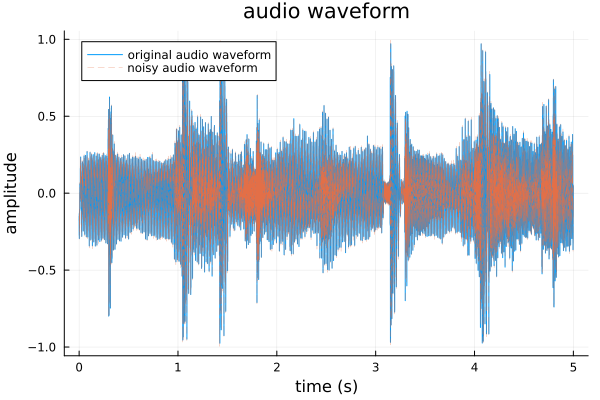 audio waveform
original audio waveform
noisy audio waveform
1.0
0.5
0.0
−0.5
−1.0
amplitude
0
1
2
3
4
5
time (s)